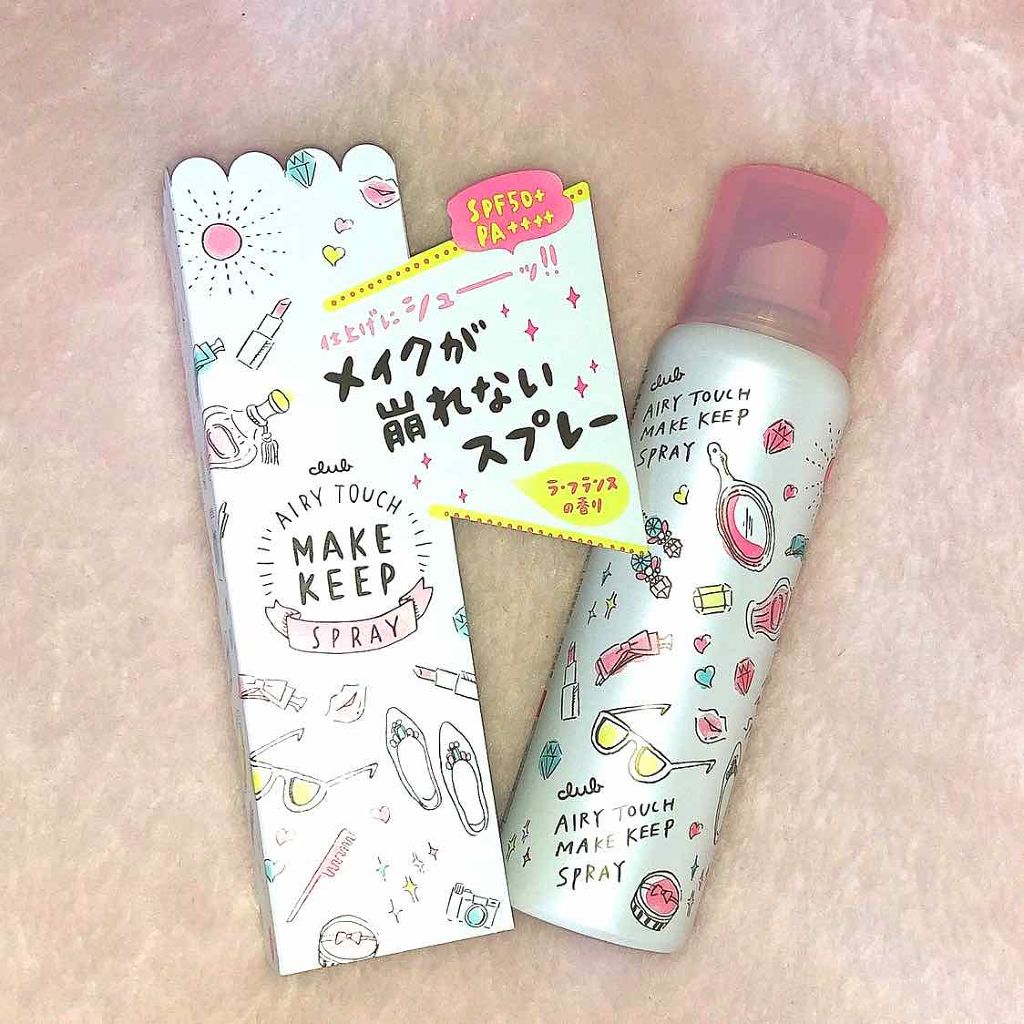 SPF50+
PA++++
仕上げにシューーッ!!
メイクが
崩れない
スプレー
ラ・フランス
の香り
club
AIRY TOUCH
MAKE
KEEP
SPRAY
club
AIRY TOUCH
MAKE KEEP
SPRAY
club
AIRY TOUCH
MAKE KEEP
SPRAY